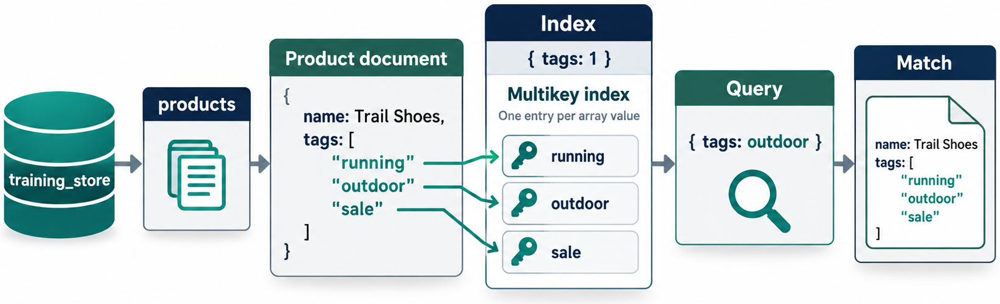 training_store
products
Product document
{
name: Trail Shoes,
tags: [
“running”
“outdoor”
“sale”
]
}
Index
{ tags: 1 }
Multikey index
One entry per array value
running
outdoor
sale
Query
{ tags: outdoor }
Match
name: Trail Shoes
tags: [
“running”
“outdoor”
“sale”
]